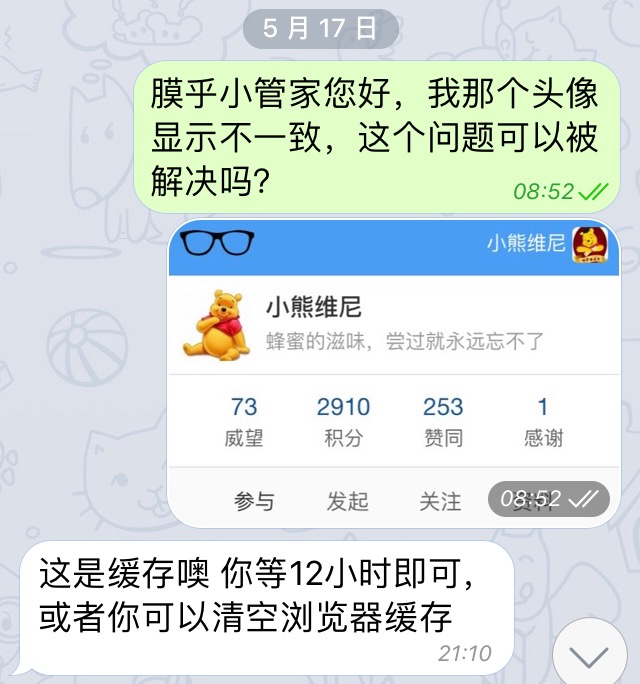 5 月 17 日
膜乎小管家您好，我那个头像
显示不一致，这个问题可以被
解决吗？
08:52
小熊维尼
小熊维尼
蜂蜜的滋味，尝过就永远忘不了
73 2910 253 1
威望 积分 赞同 感谢
参与 发起 关注
08:52
这是缓存噢 你等12小时即可，
或者你可以清空浏览器缓存
21:10